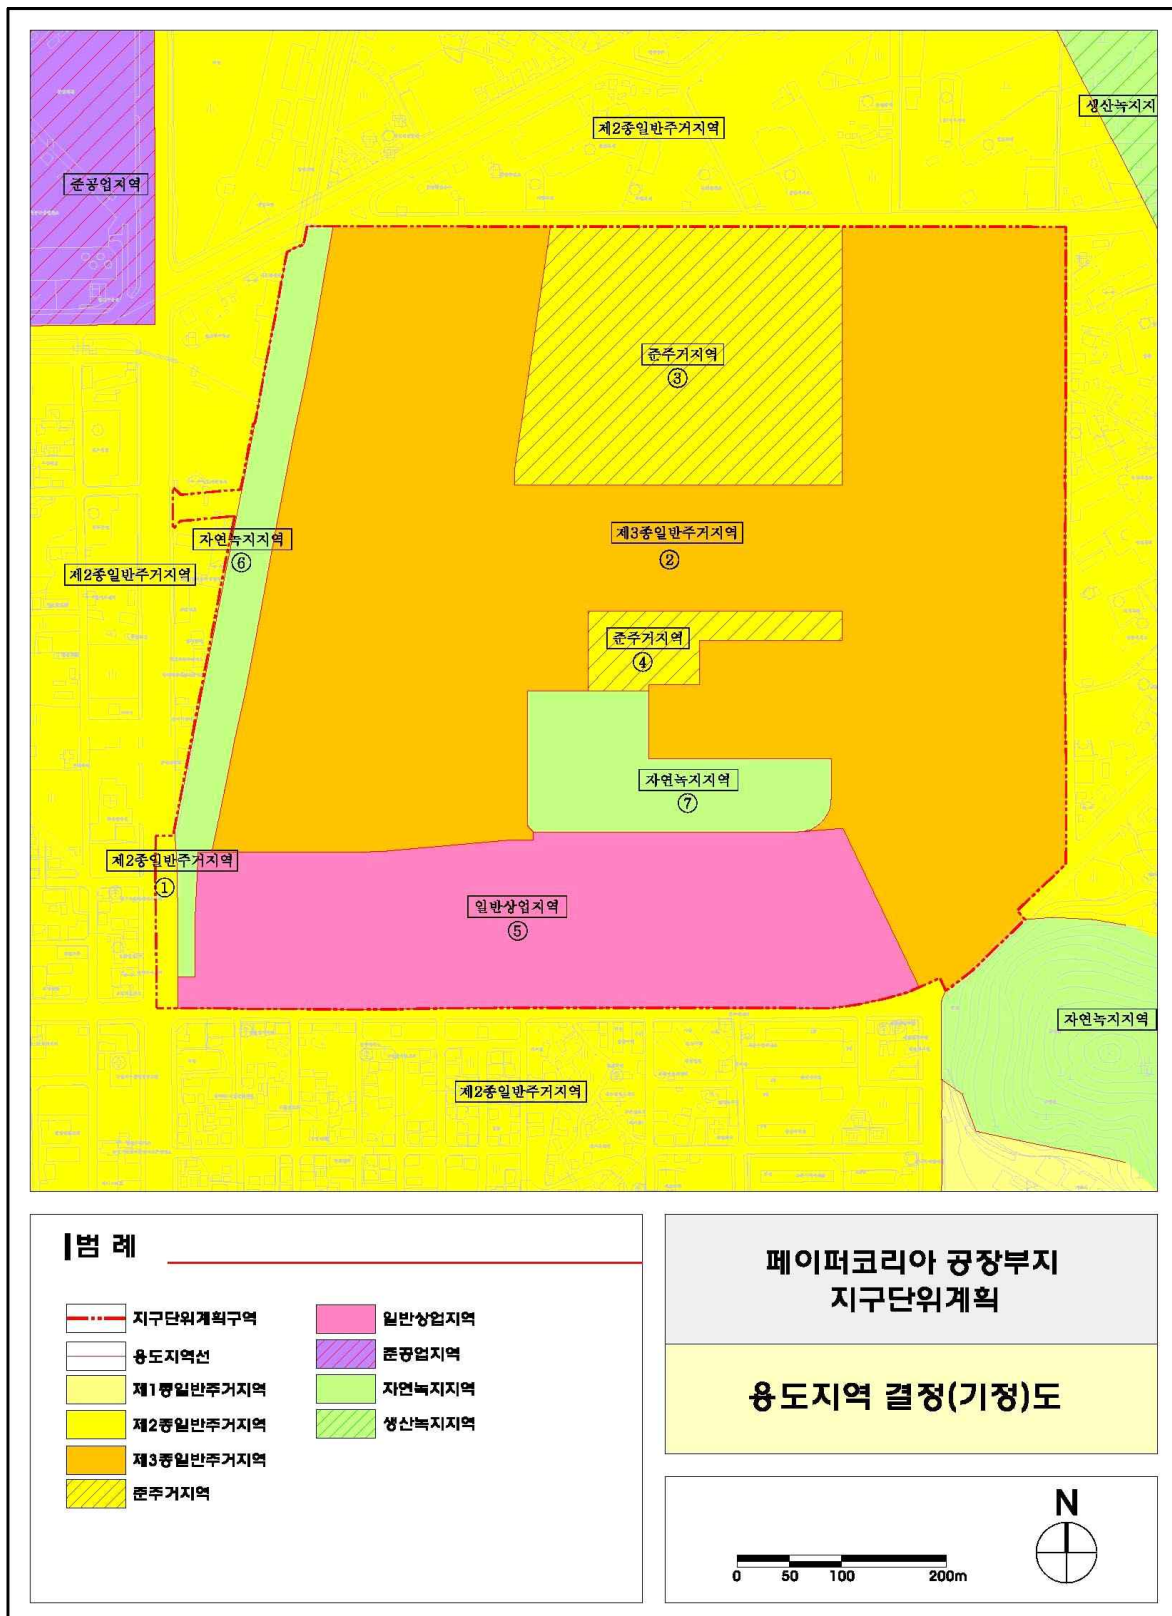 제2종일반주거지역
생산녹지지
준공업지역
준주거지역
③
제3종일반주거지역
②
자연녹지지역
⑥
제2종일반주거지역
준주거지역
④
자연녹지지역
⑦
제2종일반주거지역
①
일반상업지역
⑤
자연녹지지역
제2종일반주거지역
범 례
지구단위계획구역
용도지역선
제1종일반주거지역
제2종일반주거지역
제3종일반주거지역
준주거지역
일반상업지역
준공업지역
자연녹지지역
생산녹지지역
페이퍼코리아 공장부지
지구단위계획
용도지역 결정(기정)도
N
0 50 100 200m